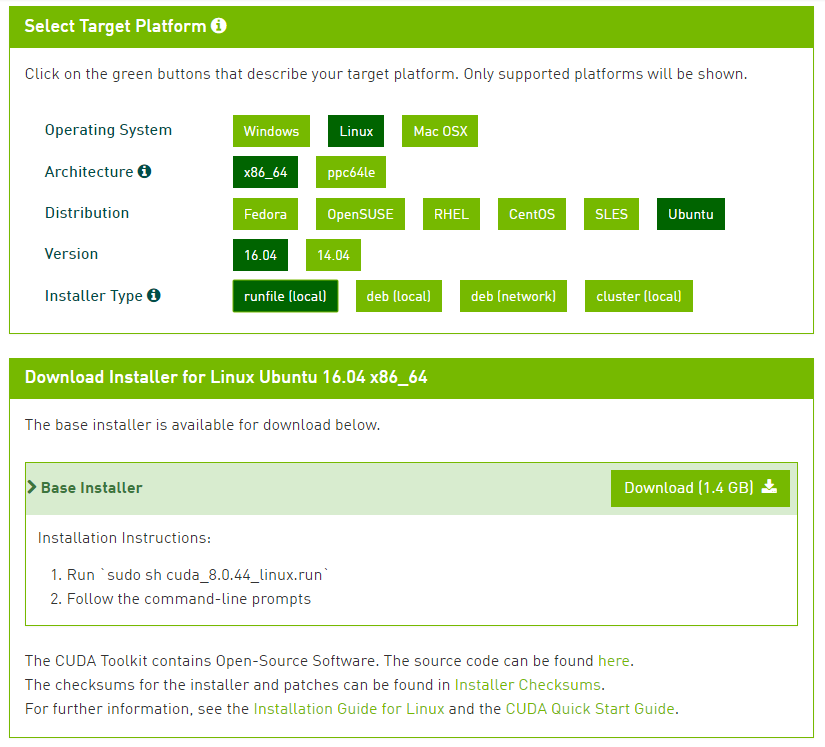 Select Target Platform
Click on the green buttons that describe your target platform. Only supported platforms will be shown.
Operating System Windows Linux Mac OSX
Architecture x86_64 ppc64le
Distribution Fedora OpenSUSE RHEL CentOS SLES Ubuntu
Version 16.04 14.04
Installer Type runfile (local) deb (local) deb (network) cluster (local)
Download Installer for Linux Ubuntu 16.04 x86_64
The base installer is available for download below.
Base Installer Download (1.4 GB)
Installation Instructions:
1. Run `sudo sh cuda_8.0.44_linux.run`
2. Follow the command-line prompts
The CUDA Toolkit contains Open-Source Software. The source code can be found here.
The checksums for the installer and patches can be found in Installer Checksums.
For further information, see the Installation Guide for Linux and the CUDA Quick Start Guide.